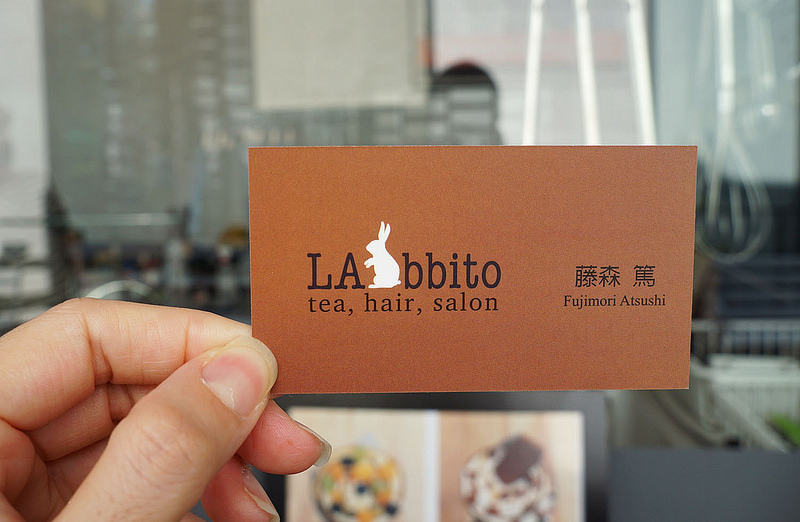 LAbbito
tea, hair, salon
藤森 篤
Fujimori Atsushi